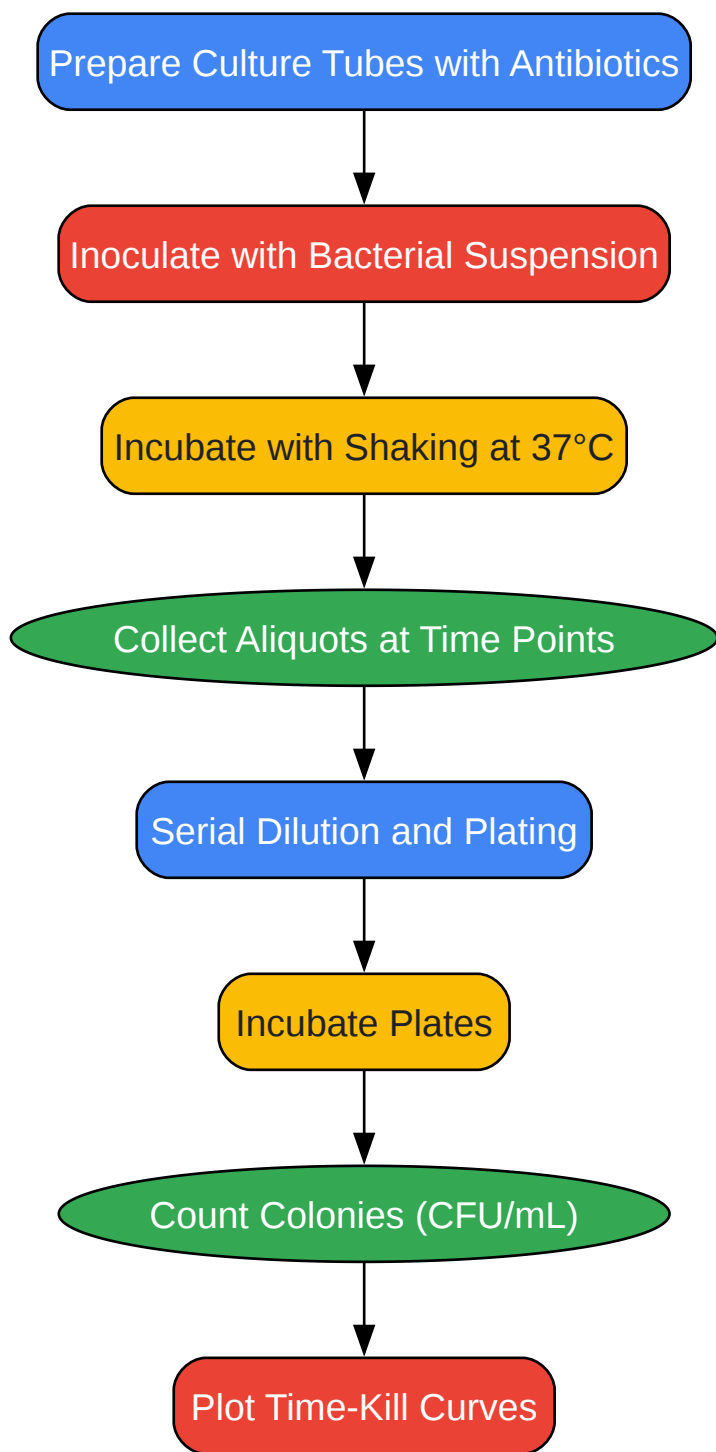 Prepare Culture Tubes with Antibiotics
Inoculate with Bacterial Suspension
Incubate with Shaking at 37°C
Collect Aliquots at Time Points
Serial Dilution and Plating
Incubate Plates
Count Colonies (CFU/mL)
Plot Time-Kill Curves